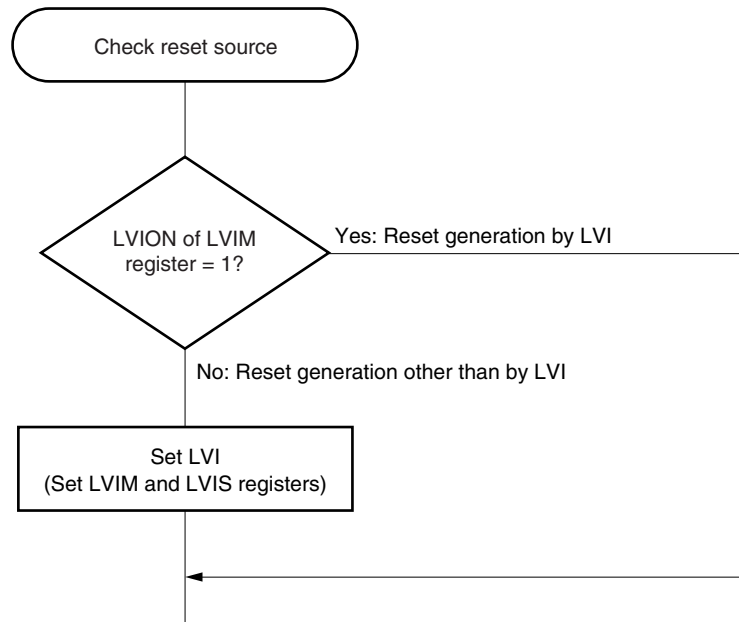 Check reset source
LVION of LVIM
register = 1?
Yes: Reset generation by LVI
No: Reset generation other than by LVI
Set LVI
(Set LVIM and LVIS registers)